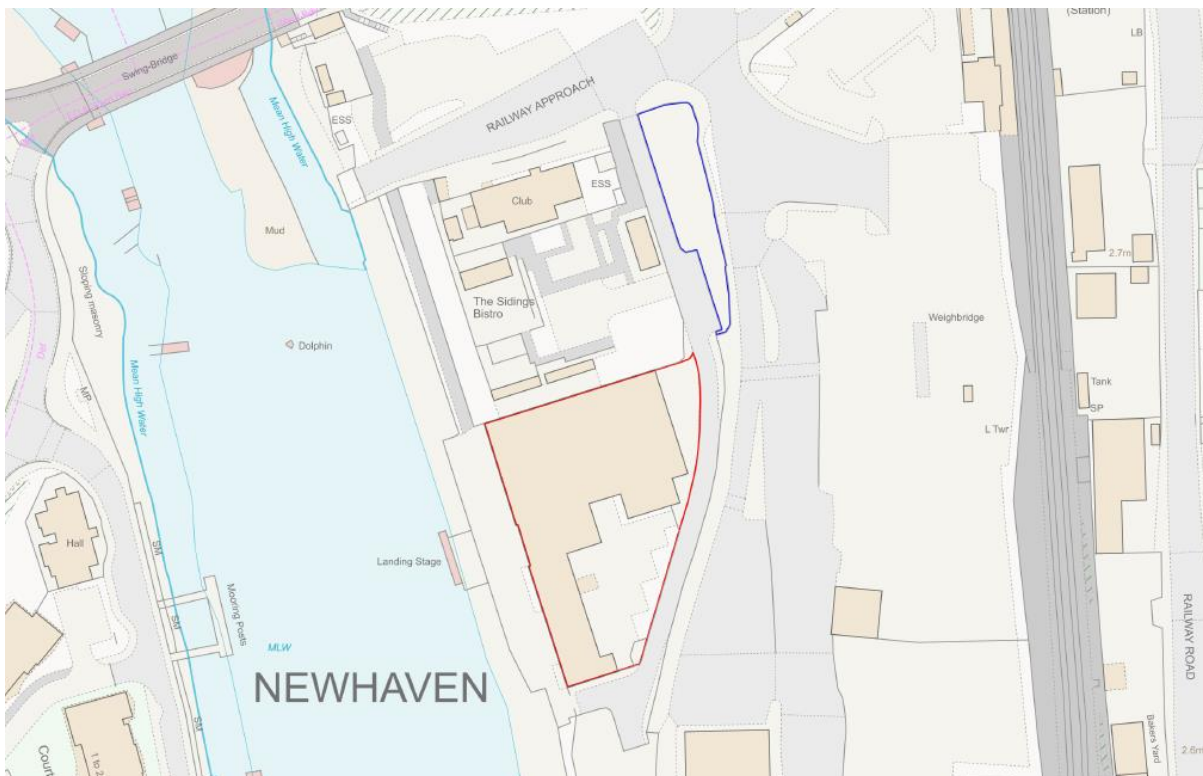 (Station)
LB
Swing-Bridge
Mean High Water
ESS
RAILWAY APPROACH
ESS
Club
Mud
Sloping masonry
2.7m
The Sidings
Bistro
Weighbridge
Dolphin
Mean High Water
MP
Tank
SP
L Twr
Hall
Landing Stage
SM
Mooring Posts
SM
MLW
RAILWAY ROAD
NEWHAVEN
SM
Bakers Yard
1 to 2
Court
2.6m